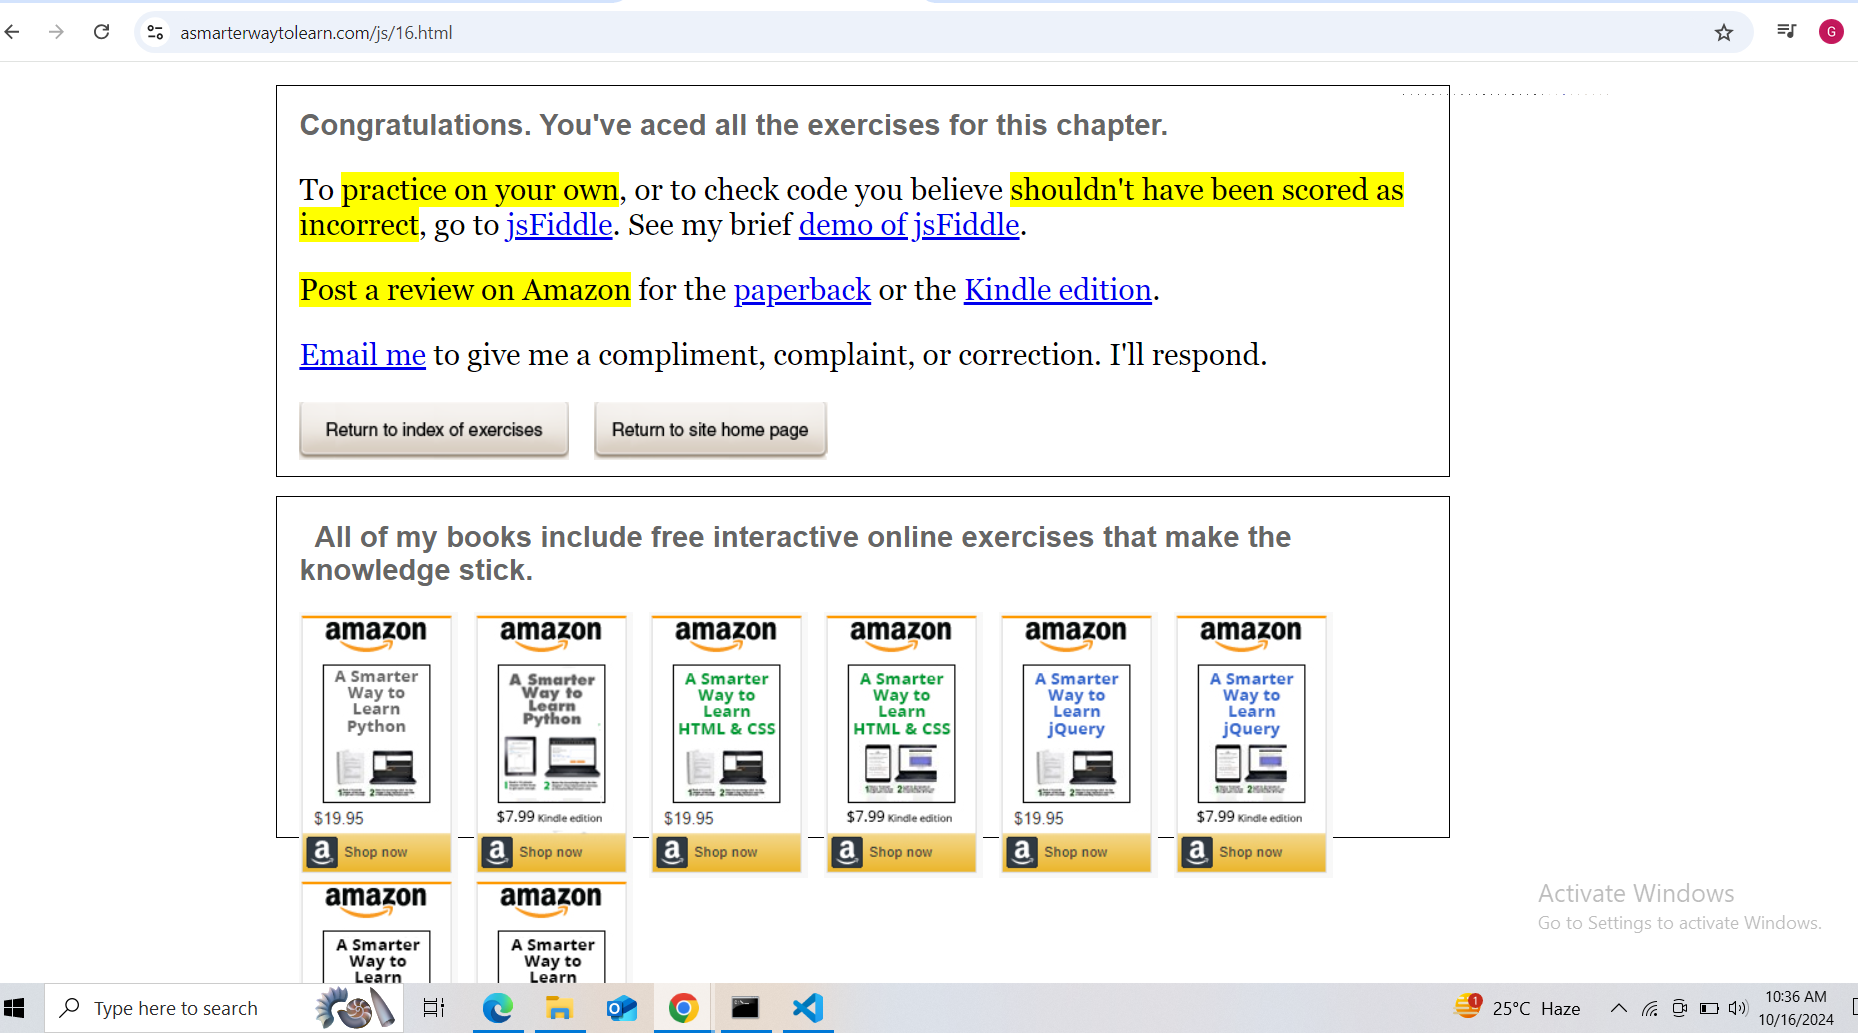 asmarterwaytolearn.com/js/16.html
G
Congratulations. You've aced all the exercises for this chapter.
To practice on your own, or to check code you believe shouldn't have been scored as
incorrect, go to jsFiddle. See my brief demo of jsFiddle.
Post a review on Amazon for the paperback or the Kindle edition.
Email me to give me a compliment, complaint, or correction. I'll respond.
Return to index of exercises Return to site home page
All of my books include free interactive online exercises that make the
knowledge stick.
amazon amazon amazon amazon amazon amazon
A Smarter A Smarter A Smarter A Smarter A Smarter A Smarter
Way to Way to Way to Way to Way to Way to
Learn Learn Learn Learn Learn Learn
Python Python HTML & CSS HTML & CSS jQuery jQuery
$19.95 $7.99 Kindle edition $19.95 $7.99 Kindle edition $19.95 $7.99 Kindle edition
a Shop now a Shop now a Shop now a Shop now a Shop now a Shop now
amazon amazon
A Smarter A Smarter
Way to Way to
Learn Learn
Activate Windows
Go to Settings to activate Windows.
Type here to search
1 25°C Haze
10:36 AM
10/16/2024